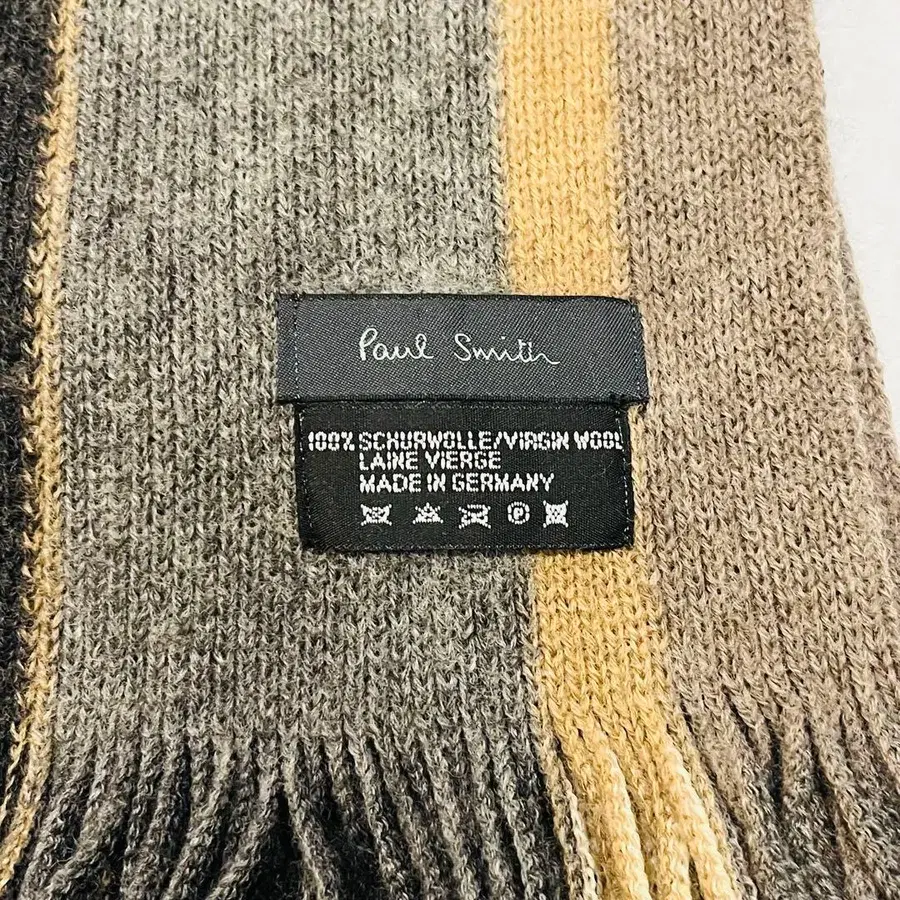 Paul Smith
100% SCHURWOLLE/VIRGIN WOOL
LAINE VIERGE
MADE IN GERMANY
P